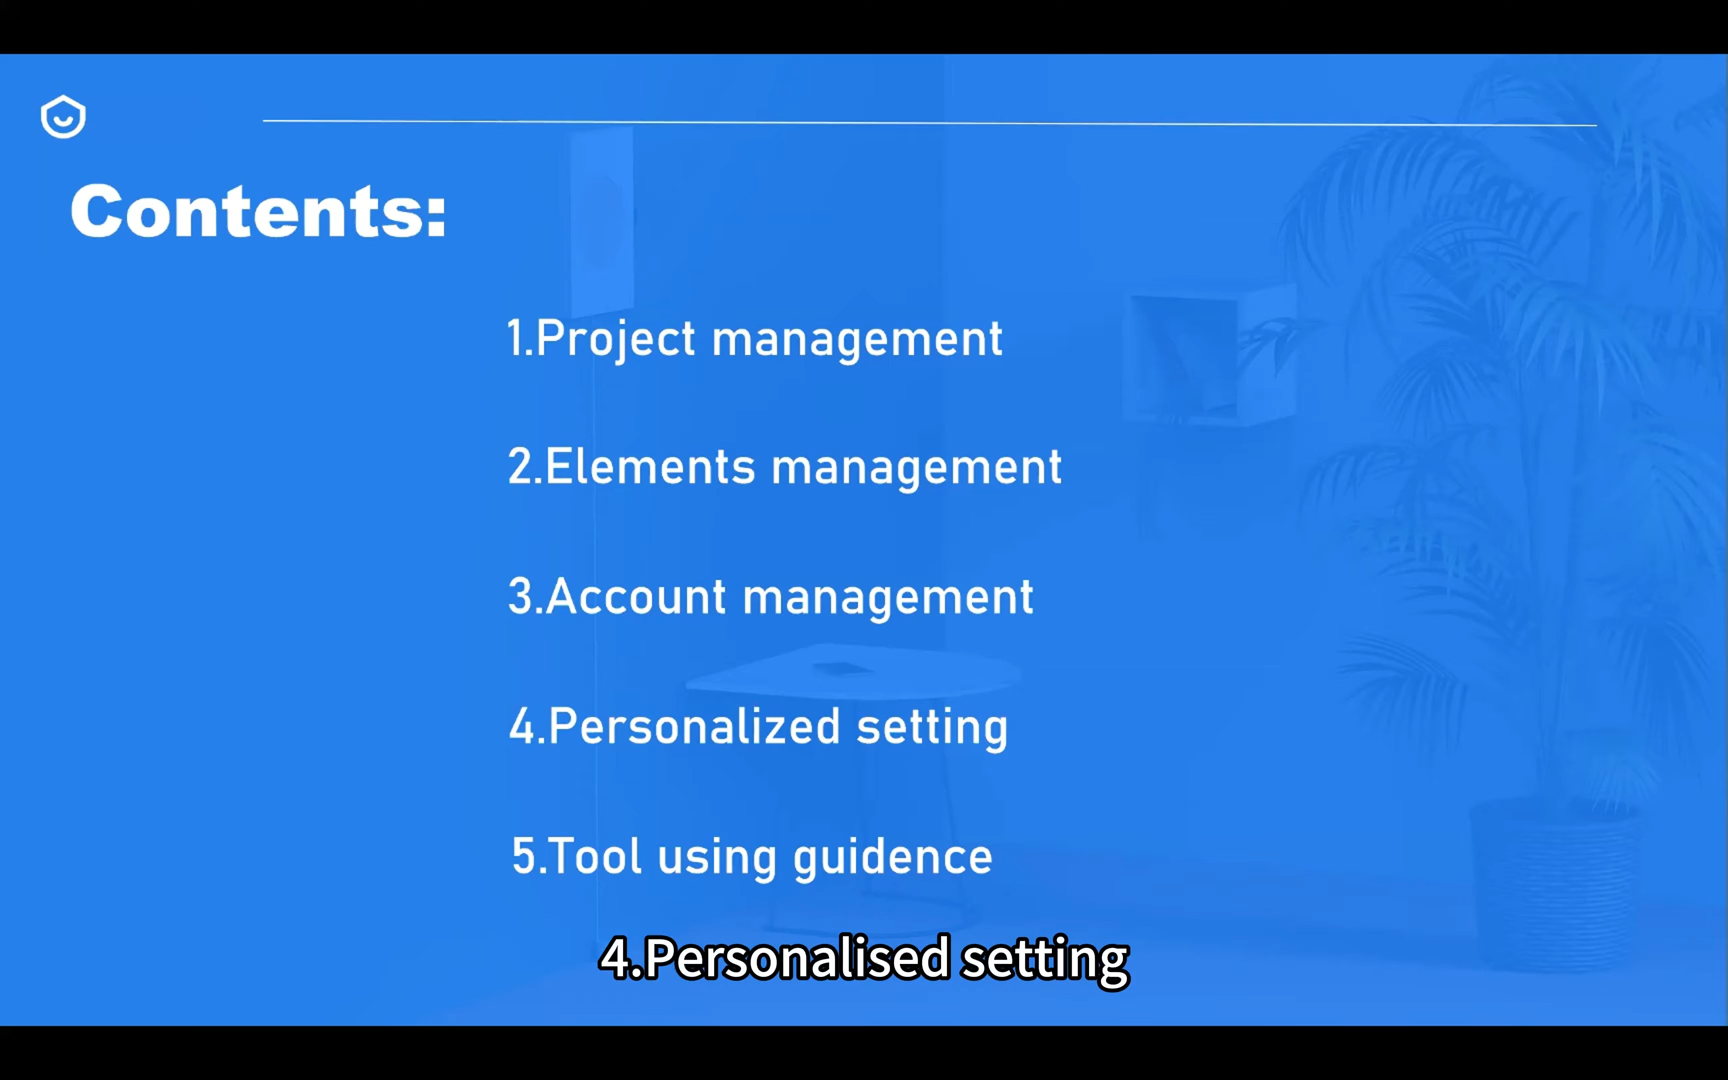 Contents:
1.Project management
2.Elements management
3.Account management
4.Personalized setting
5.Tool using guidence
4.Personalised setting